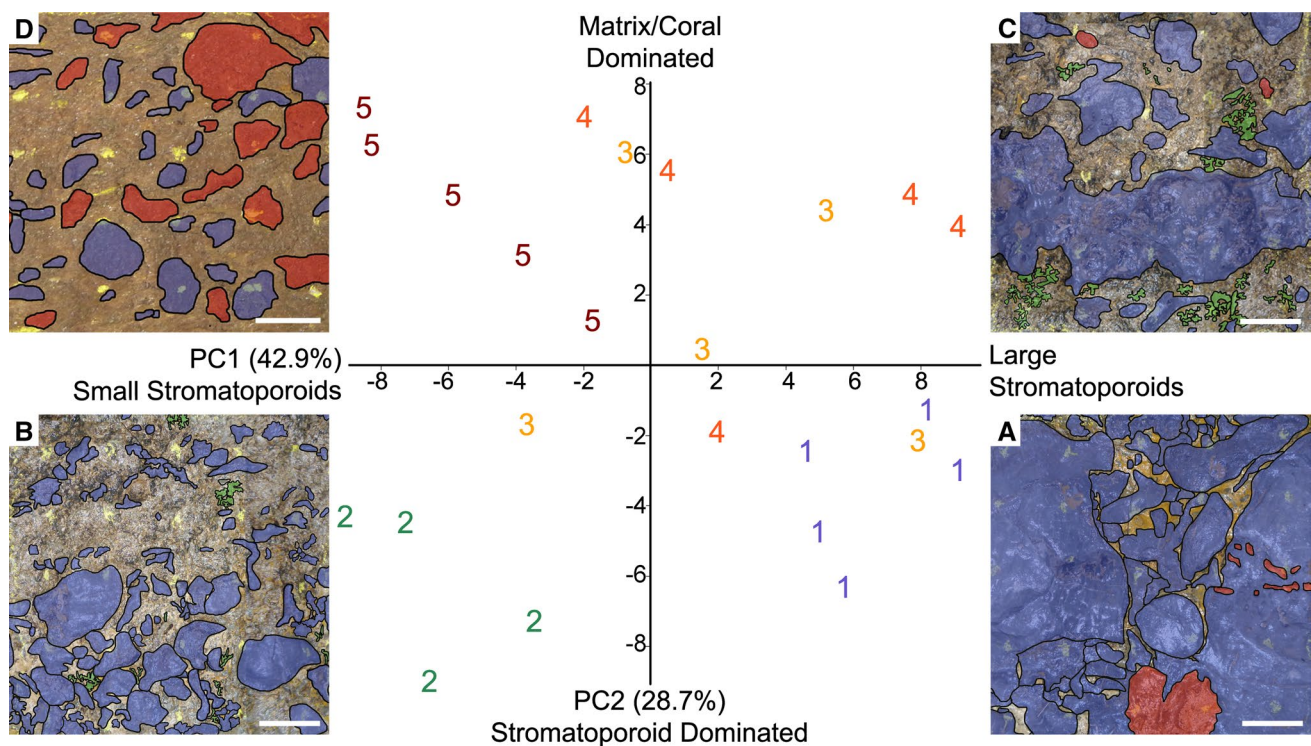 D
Matrix/Coral
Dominated
C
8
5
4
5
3
6
4
5
4
3
4
4
5
2
5
3
PC1 (42.9%)
Small Stromatoporoids
-8 -6 -4 -2 2 4 6 8
Large
Stromatoporoids
B
A
1
3
-2
4
3
1
1
2
2
-4
1
-6
1
2
-8
2
PC2 (28.7%)
Stromatoporoid Dominated